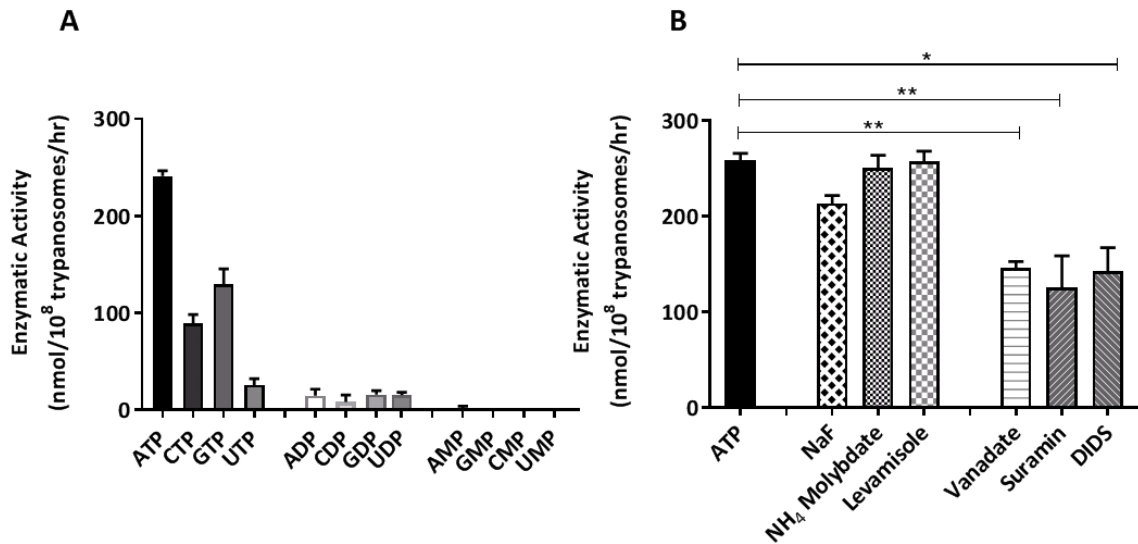 A
Enzymatic Activity
(nmol/10⁸ trypanosomes/hr)
300
200
100
0
ATP
CTP
GTP
UTP
ADP
CDP
GDP
UDP
AMP
GMP
CMP
UMP
B
*
**
**
Enzymatic Activity
(nmol/10⁸ trypanosomes/hr)
300
200
100
0
ATP
NaF
NH₄ Molybdate
Levamisole
Vanadate
Suramin
DIDS